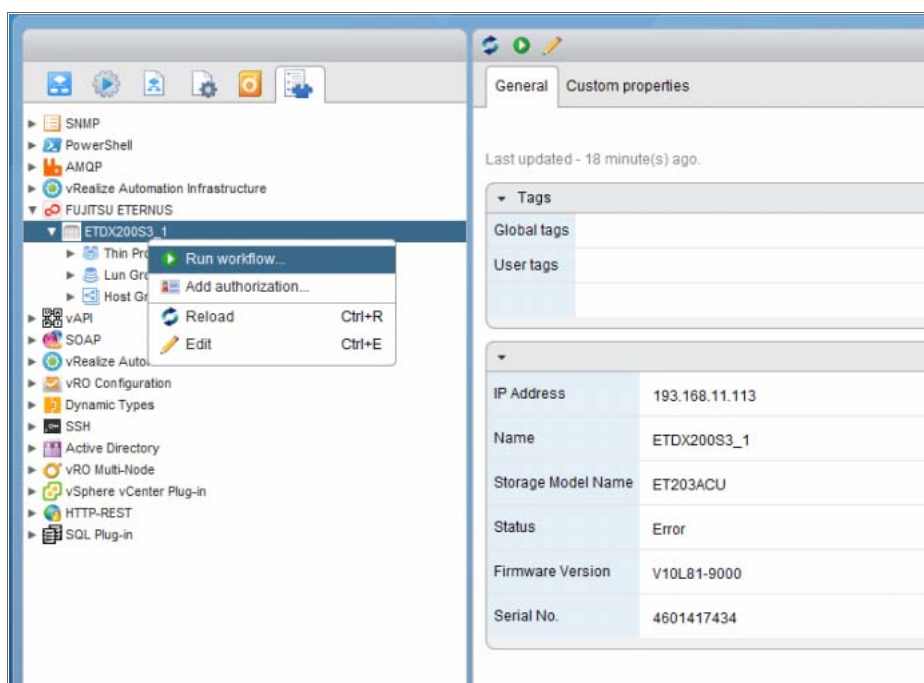 SNMP
PowerShell
AMQP
vRealize Automation Infrastructure
FUJITSU ETERNUS
ETDX200S3_1
Thin Pro
Lun Gro
Host Gr
Run workflow...
Add authorization...
Reload Ctrl+R
Edit Ctrl+E
vAPI
SOAP
vRealize Auto
vRO Configuration
Dynamic Types
SSH
Active Directory
vRO Multi-Node
vSphere vCenter Plug-in
HTTP-REST
SQL Plug-in
General Custom properties
Last updated - 18 minute(s) ago.
Tags
Global tags
User tags
IP Address 193.168.11.113
Name ETDX200S3_1
Storage Model Name ET203ACU
Status Error
Firmware Version V10L81-9000
Serial No. 4601417434